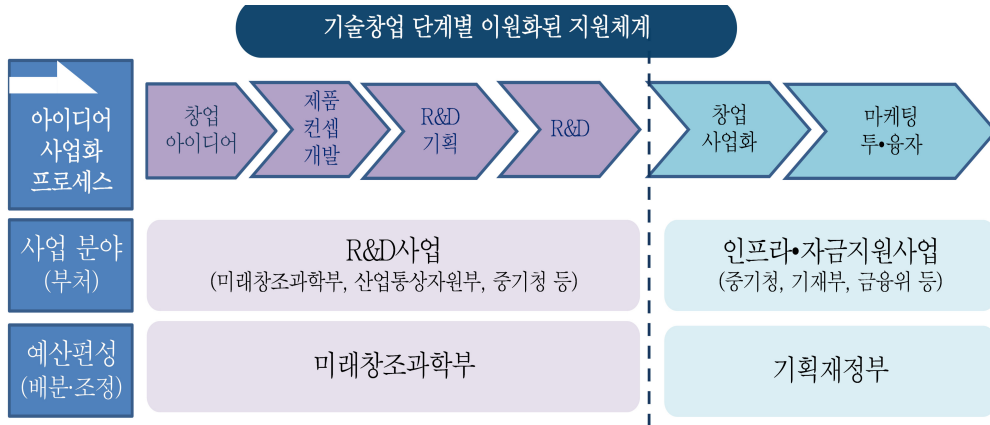 기술창업 단계별 이원화된 지원체계
아이디어
사업화
프로세스
창업
아이디어
제품
컨셉
개발
R&D
기획
R&D
창업
사업화
마케팅
투•융자
사업 분야
(부처)
R&D사업
(미래창조과학부, 산업통상자원부, 중기청 등)
인프라•자금지원사업
(중기청, 기재부, 금융위 등)
예산편성
(배분·조정)
미래창조과학부
기획재정부